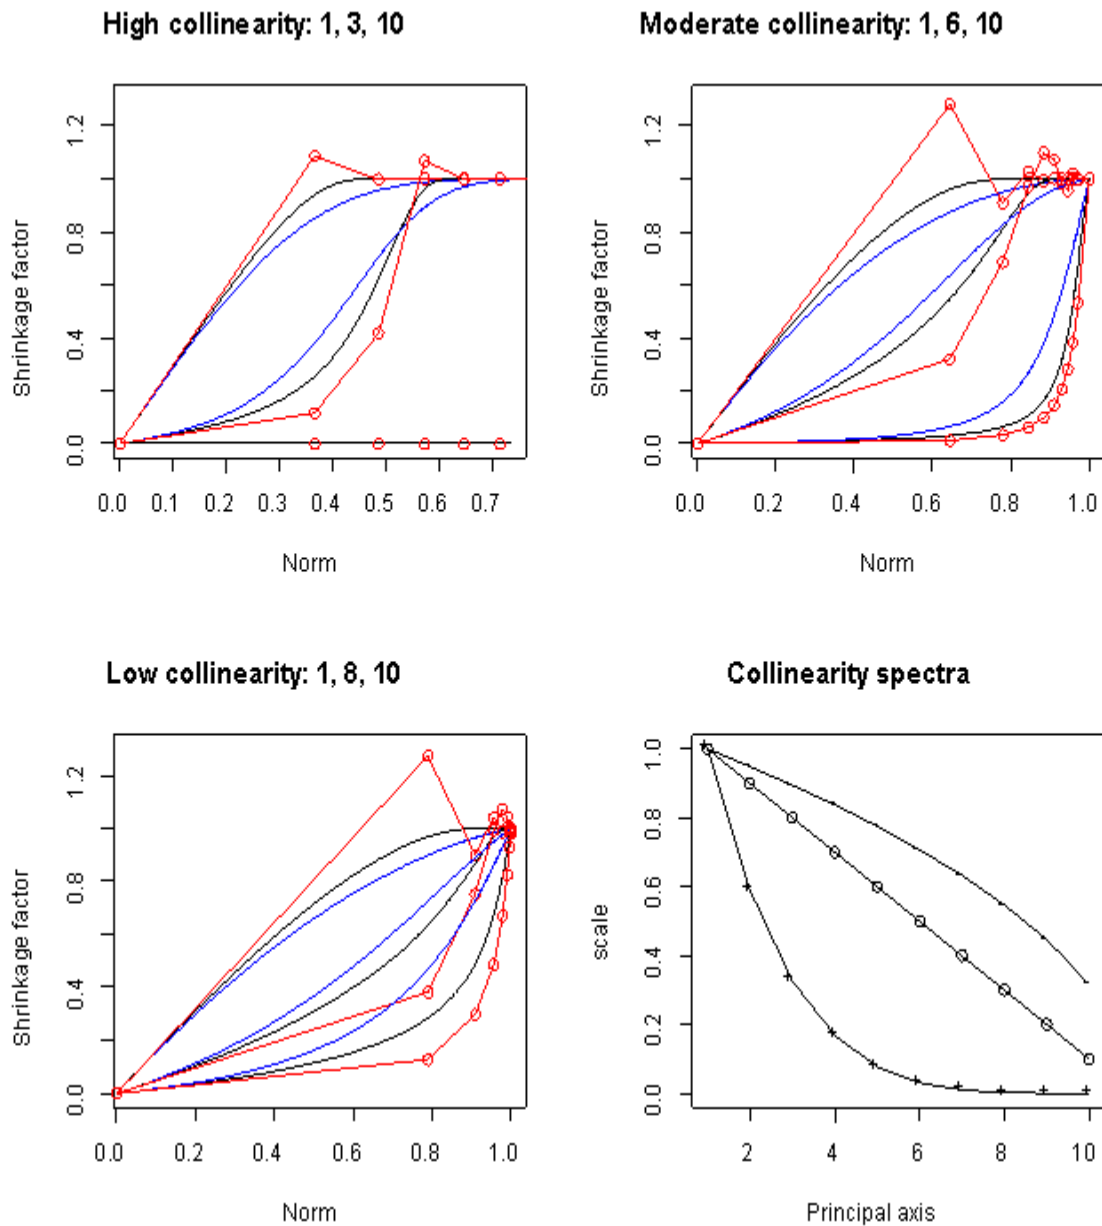 High collinearity: 1, 3, 10
Shrinkage factor
0.0 0.4 0.8 1.2
0.0 0.1 0.2 0.3 0.4 0.5 0.6 0.7
Norm
Moderate collinearity: 1, 6, 10
Shrinkage factor
0.0 0.4 0.8 1.2
0.0 0.2 0.4 0.6 0.8 1.0
Norm
Low collinearity: 1, 8, 10
Shrinkage factor
0.0 0.4 0.8 1.2
0.0 0.2 0.4 0.6 0.8 1.0
Norm
Collinearity spectra
scale
0.0 0.2 0.4 0.6 0.8 1.0
2 4 6 8 10
Principal axis